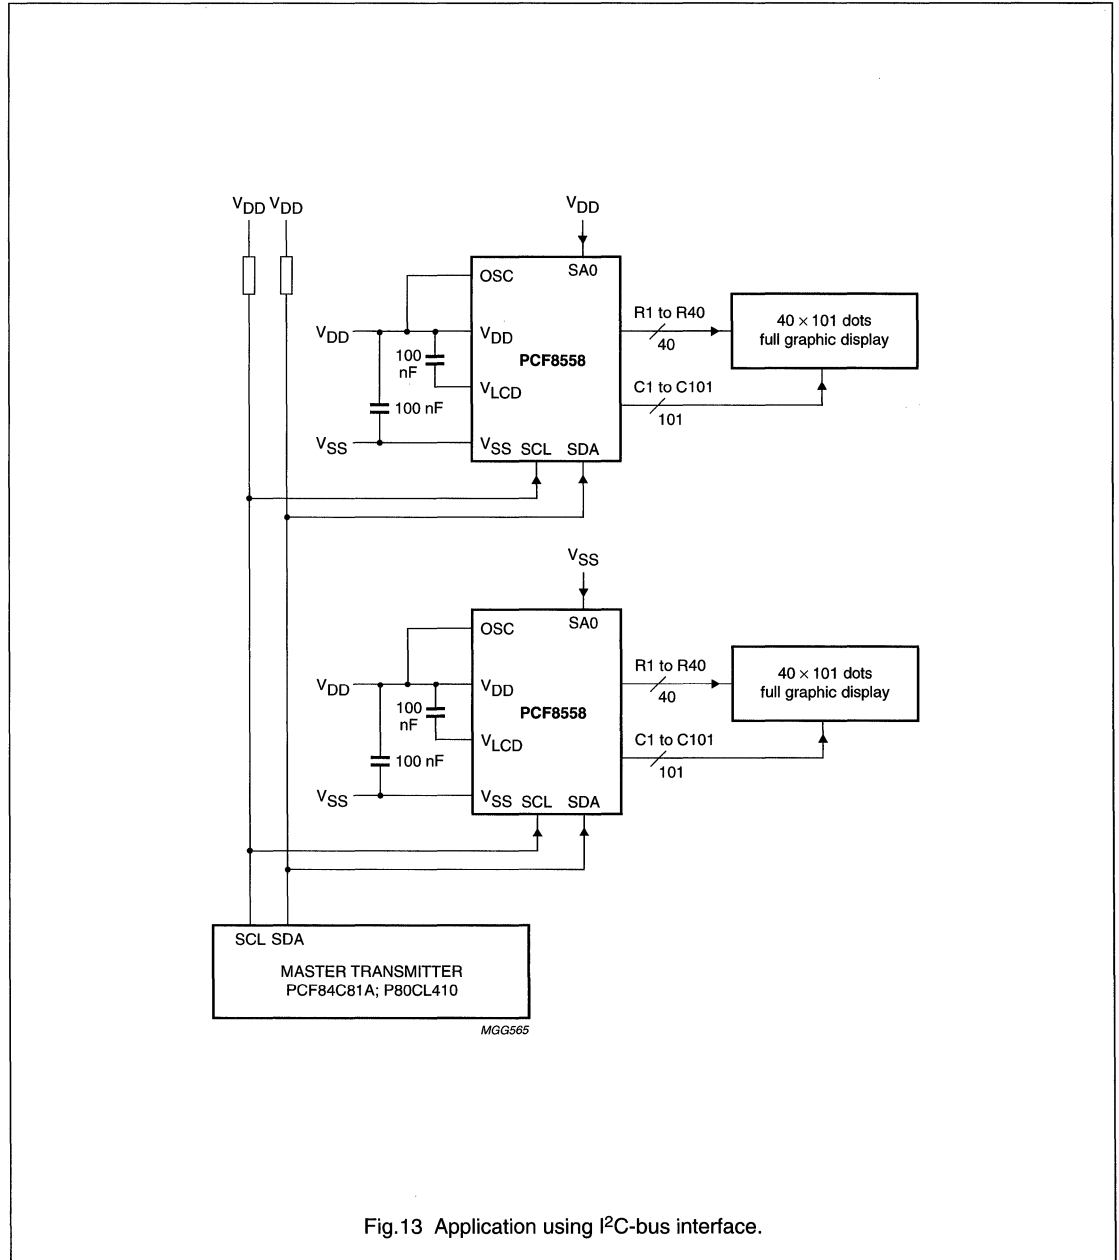 VDD VDD
VDD
OSC
SA0
R1 to R40
40
40 × 101 dots
full graphic display
VDD
VDD
100
nF
PCF8558
VLCD
100 nF
C1 to C101
101
VSS
VSS SCL SDA
VSS
OSC
SA0
R1 to R40
40
40 × 101 dots
full graphic display
VDD
VDD
100
nF
PCF8558
VLCD
100 nF
C1 to C101
101
VSS
VSS SCL SDA
SCL SDA
MASTER TRANSMITTER
PCF84C81A; P80CL410
MGG565
Fig.13 Application using I²C-bus interface.